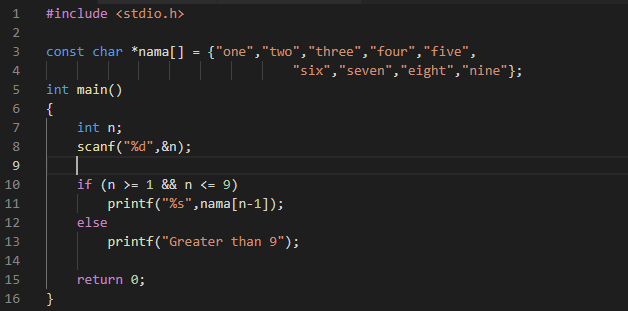 1 #include <stdio.h>
2
3 const char *nama[] = {"one","two","three","four","five",
4 "six","seven","eight","nine"};
5 int main()
6 {
7 int n;
8 scanf("%d",&n);
9
10 if (n >= 1 && n <= 9)
11 printf("%s",nama[n-1]);
12 else
13 printf("Greater than 9");
14
15 return 0;
16 }